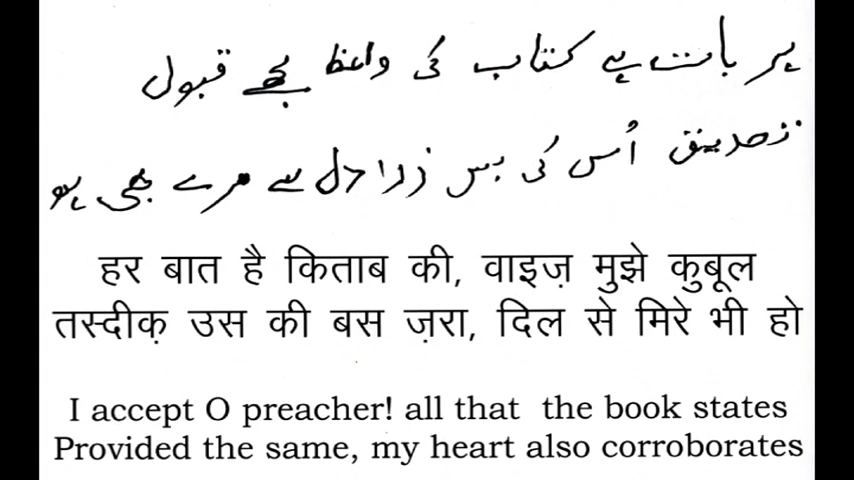 ہر بات ہے کتاب کی واعظ مجھے قبول
تصدیق اُس کی بس ذرا دل سے مرے بھی ہو
हर बात है किताब की, वाइज़ मुझे कुबूल
तस्दीक़ उस की बस ज़रा, दिल से मिरे भी हो
I accept O preacher! all that the book states
Provided the same, my heart also corroborates